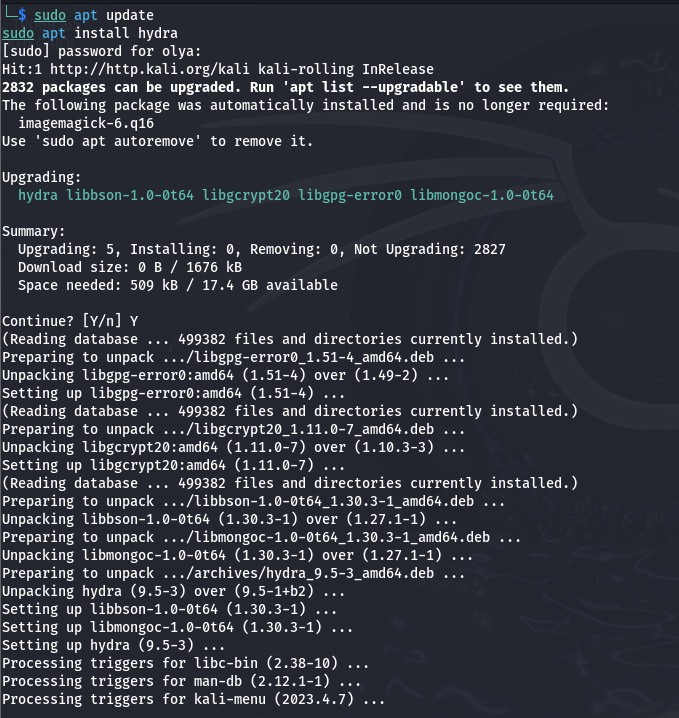 └─$ sudo apt update
sudo apt install hydra
[sudo] password for olya:
Hit:1 http://http.kali.org/kali kali-rolling InRelease
2832 packages can be upgraded. Run 'apt list --upgradable' to see them.
The following package was automatically installed and is no longer required:
  imagemagick-6.q16
Use 'sudo apt autoremove' to remove it.

Upgrading:
  hydra libbson-1.0-0t64 libgcrypt20 libgpg-error0 libmongoc-1.0-0t64

Summary:
  Upgrading: 5, Installing: 0, Removing: 0, Not Upgrading: 2827
  Download size: 0 B / 1676 kB
  Space needed: 509 kB / 17.4 GB available

Continue? [Y/n] Y
(Reading database ... 499382 files and directories currently installed.)
Preparing to unpack .../libgpg-error0_1.51-4_amd64.deb ...
Unpacking libgpg-error0:amd64 (1.51-4) over (1.49-2) ...
Setting up libgpg-error0:amd64 (1.51-4) ...
(Reading database ... 499382 files and directories currently installed.)
Preparing to unpack .../libgcrypt20_1.11.0-7_amd64.deb ...
Unpacking libgcrypt20:amd64 (1.11.0-7) over (1.10.3-3) ...
Setting up libgcrypt20:amd64 (1.11.0-7) ...
(Reading database ... 499382 files and directories currently installed.)
Preparing to unpack .../libbson-1.0-0t64_1.30.3-1_amd64.deb ...
Unpacking libbson-1.0-0t64 (1.30.3-1) over (1.27.1-1) ...
Preparing to unpack .../libmongoc-1.0-0t64_1.30.3-1_amd64.deb ...
Unpacking libmongoc-1.0-0t64 (1.30.3-1) over (1.27.1-1) ...
Preparing to unpack .../archives/hydra_9.5-3_amd64.deb ...
Unpacking hydra (9.5-3) over (9.5-1+b2) ...
Setting up libbson-1.0-0t64 (1.30.3-1) ...
Setting up libmongoc-1.0-0t64 (1.30.3-1) ...
Setting up hydra (9.5-3) ...
Processing triggers for libc-bin (2.38-10) ...
Processing triggers for man-db (2.12.1-1) ...
Processing triggers for kali-menu (2023.4.7) ...